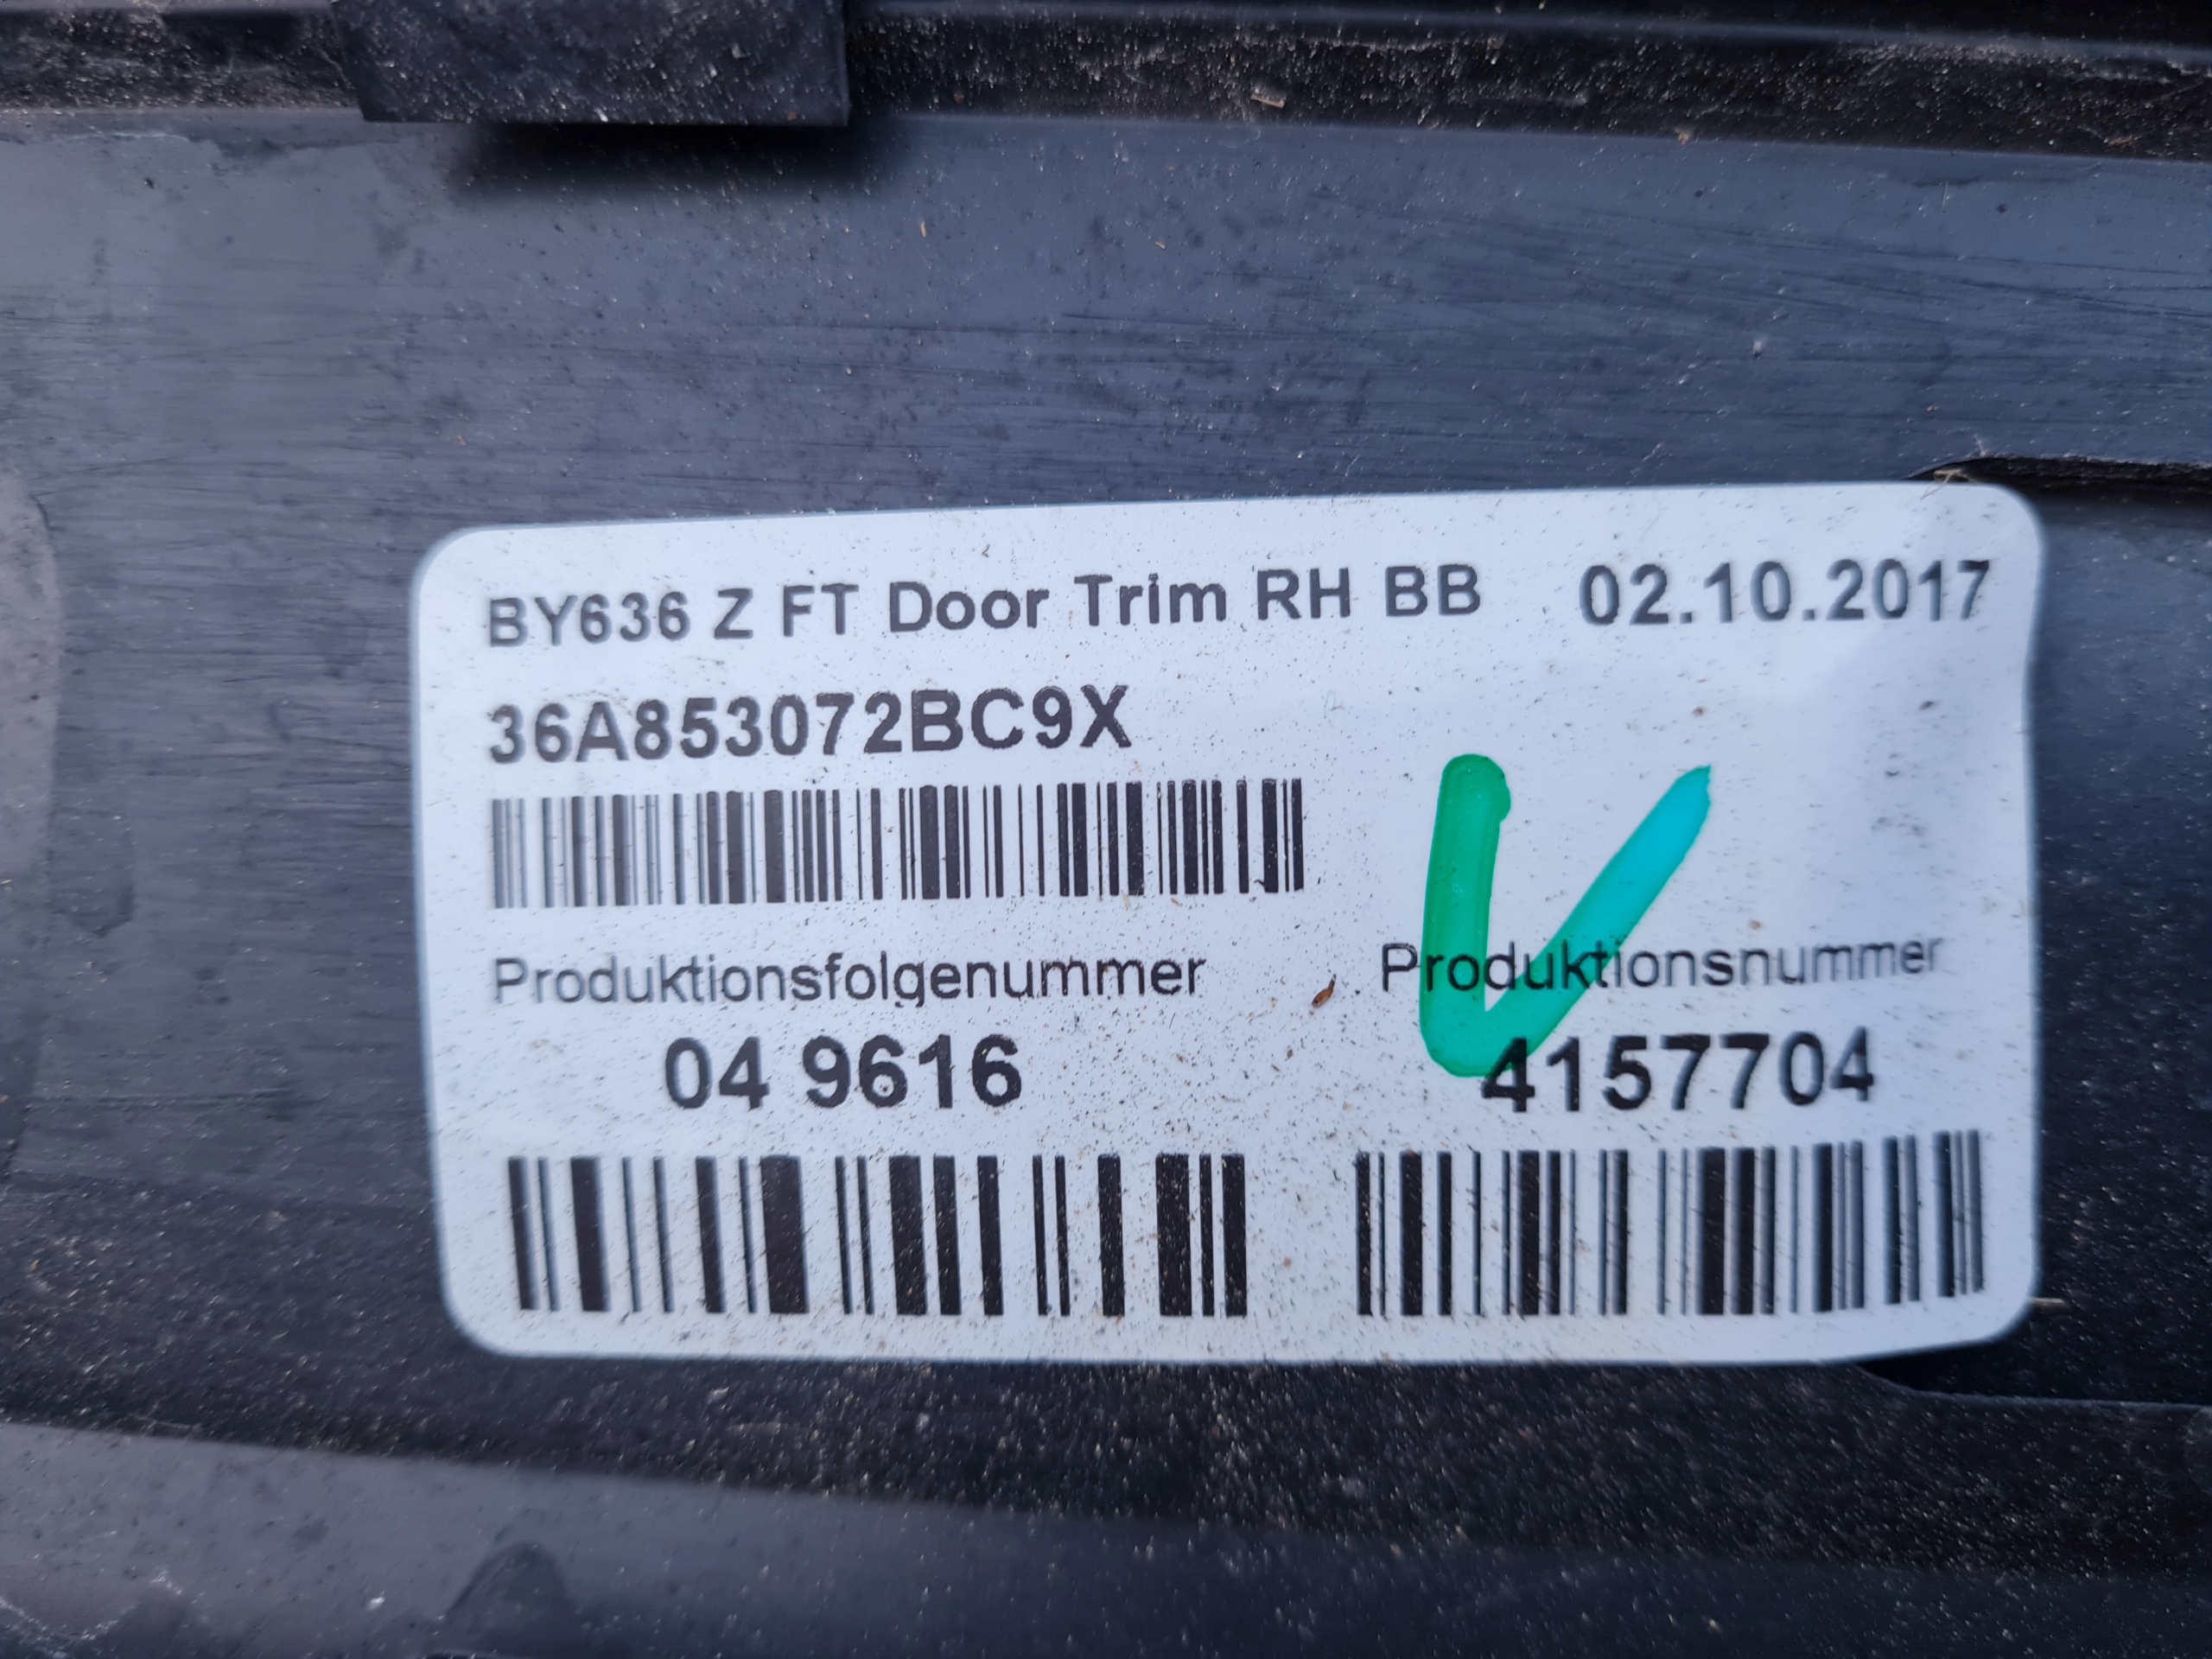 BY636 Z FT Door Trim RH BB 02.10.2017
36A853072BC9X
Produktionsfolgenummer Produktionsnummer
04 9616 4157704